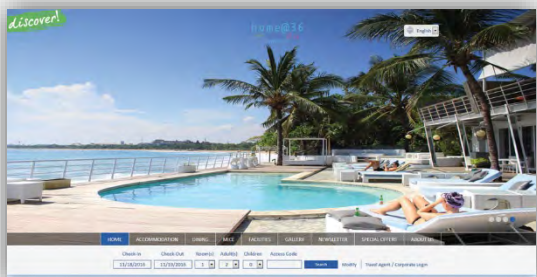 discover!
home@36
English
HOME ACCOMMODATION DINING MICE FACILITIES GALLERY NEWSLETTER SPECIAL OFFERS ABOUT US
Check-In Check Out Room(s) Adult(s) Children Access Code
1 2 0 Search Modify Travel Agent / Corporate Login